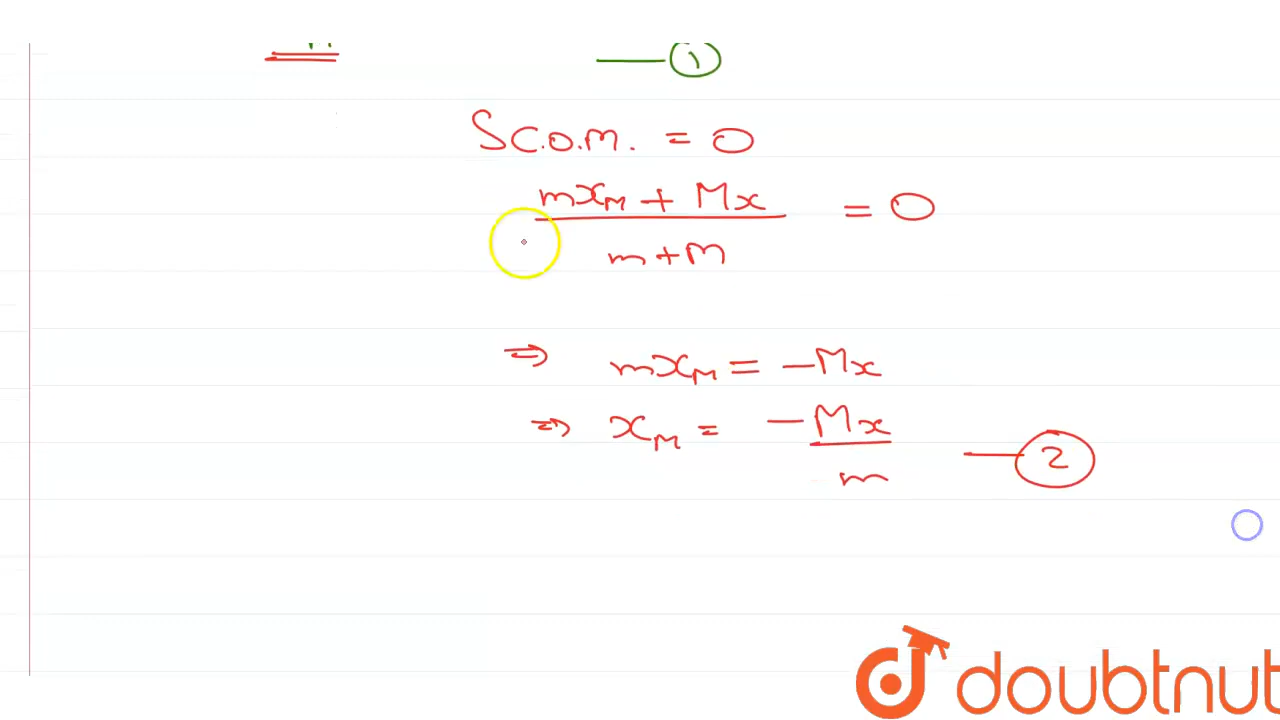 ①
S C.O.M. = 0
mx_M + Mx / m + M = 0
⇒ mx_M = -Mx
⇒ x_M = -Mx / m — ②
doubtnut